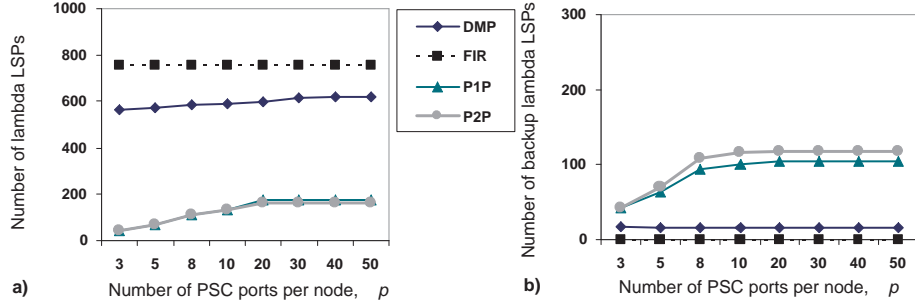 1000
800
600
400
200
0
Number of lambda LSPs
3 5 8 10 20 30 40 50
a) Number of PSC ports per node, p
DMP
FIR
P1P
P2P
300
200
100
0
Number of backup lambda LSPs
3 5 8 10 20 30 40 50
b) Number of PSC ports per node, p